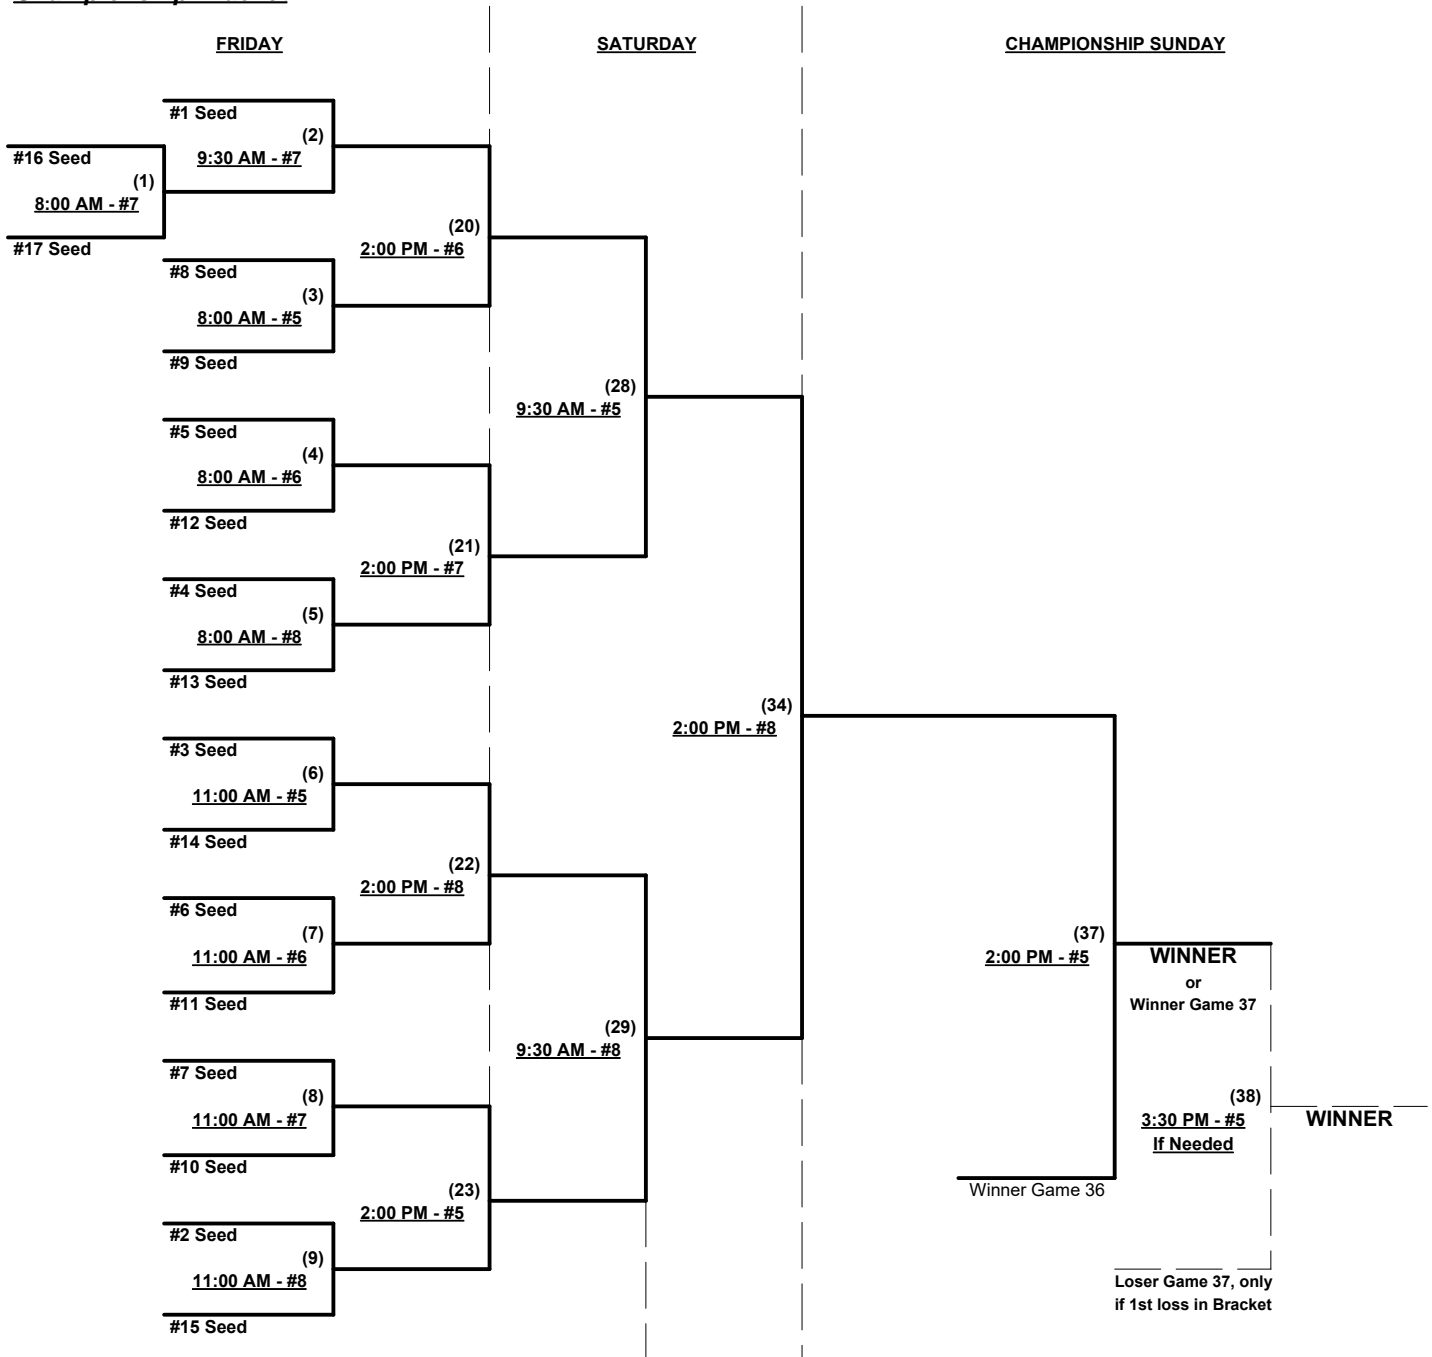 FRIDAY
SATURDAY
CHAMPIONSHIP SUNDAY
#1 Seed
(2)
#16 Seed
9:30 AM - #7
(1)
8:00 AM - #7
(20)
#17 Seed
2:00 PM - #6
#8 Seed
(3)
8:00 AM - #5
#9 Seed
(28)
9:30 AM - #5
#5 Seed
(4)
8:00 AM - #6
#12 Seed
(21)
2:00 PM - #7
#4 Seed
(5)
8:00 AM - #8
#13 Seed
(34)
2:00 PM - #8
#3 Seed
(6)
11:00 AM - #5
#14 Seed
(22)
2:00 PM - #8
#6 Seed
(7)
11:00 AM - #6
#11 Seed
(37)
2:00 PM - #5
WINNER
or
Winner Game 37
(29)
9:30 AM - #8
#7 Seed
(8)
11:00 AM - #7
#10 Seed
(38)
3:30 PM - #5
If Needed
WINNER
(23)
2:00 PM - #5
Winner Game 36
#2 Seed
(9)
11:00 AM - #8
#15 Seed
Loser Game 37, only
if 1st loss in Bracket